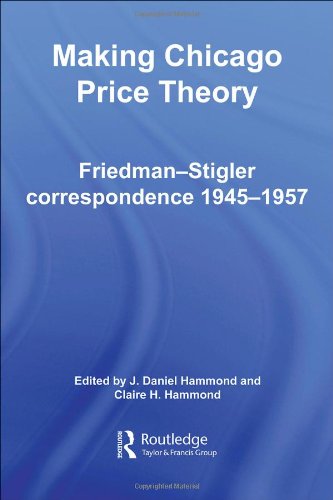 Making Chicago
Price Theory
Friedman–Stigler
correspondence 1945–1957
Edited by J. Daniel Hammond and
Claire H. Hammond
ROUTLEDGE
Routledge
Taylor & Francis Group